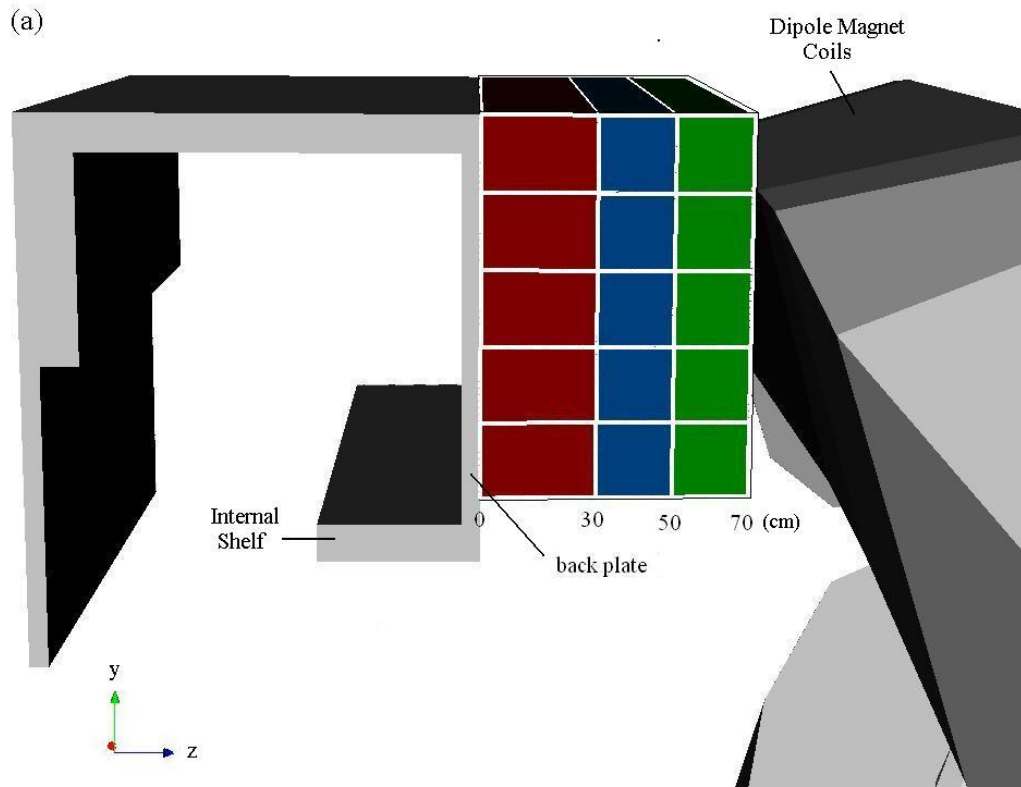 (a)
Dipole Magnet
Coils
Internal
Shelf
0 30 50 70 (cm)
back plate
y
z